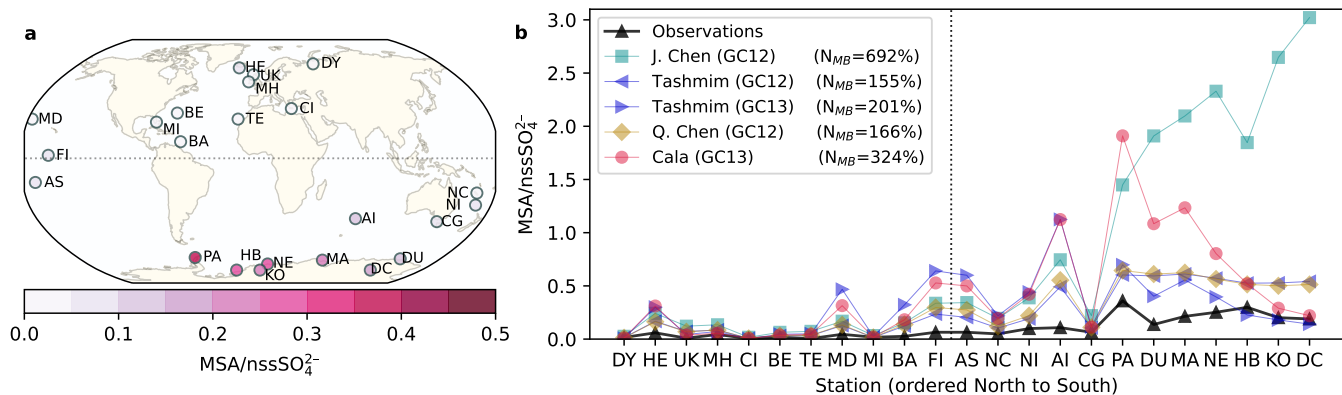 a
HE
UK
MH
DY
MD
BE
MI
BA
TE
CI
FI
AS
NC
NI
CG
AI
PA
HB
NE
KO
MA
DC
DU
0.0 0.1 0.2 0.3 0.4 0.5
MSA/nssSO₄²⁻
b
MSA/nssSO₄²⁻
3.0
2.5
2.0
1.5
1.0
0.5
0.0
Observations
J. Chen (GC12) (N_MB=692%)
Tashmim (GC12) (N_MB=155%)
Tashmim (GC13) (N_MB=201%)
Q. Chen (GC12) (N_MB=166%)
Cala (GC13) (N_MB=324%)
DY HE UK MH CI BE TE MD MI BA FI AS NC NI AI CG PA DU MA NE HB KO DC
Station (ordered North to South)